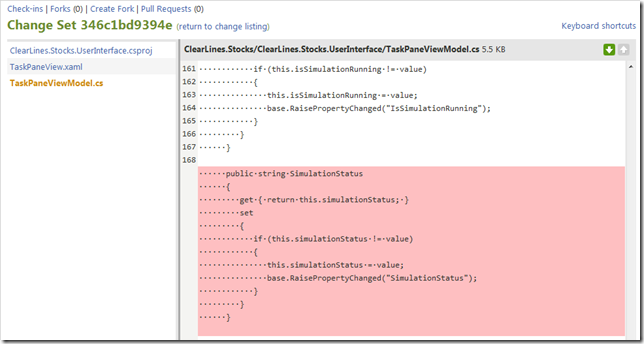 Check-ins | Forks (0) | Create Fork | Pull Requests (0)
Change Set 346c1bd9394e (return to change listing)
Keyboard shortcuts
ClearLines.Stocks.UserInterface.csproj
TaskPaneView.xaml
TaskPaneViewModel.cs
ClearLines.Stocks/ClearLines.Stocks.UserInterface/TaskPaneViewModel.cs 5.5 KB
161 ············if·(this.isSimulationRunning·!=·value)
162 ············{
163 ···············this.isSimulationRunning·=·value;
164 ···············base.RaisePropertyChanged("IsSimulationRunning");
165 ············}
166 ·········}
167 ······}
168
······public·string·SimulationStatus
······{
·········get·{·return·this.simulationStatus;·}
·········set
·········{
············if·(this.simulationStatus·!=·value)
············{
···············this.simulationStatus·=·value;
···············base.RaisePropertyChanged("SimulationStatus");
············}
·········}
······}